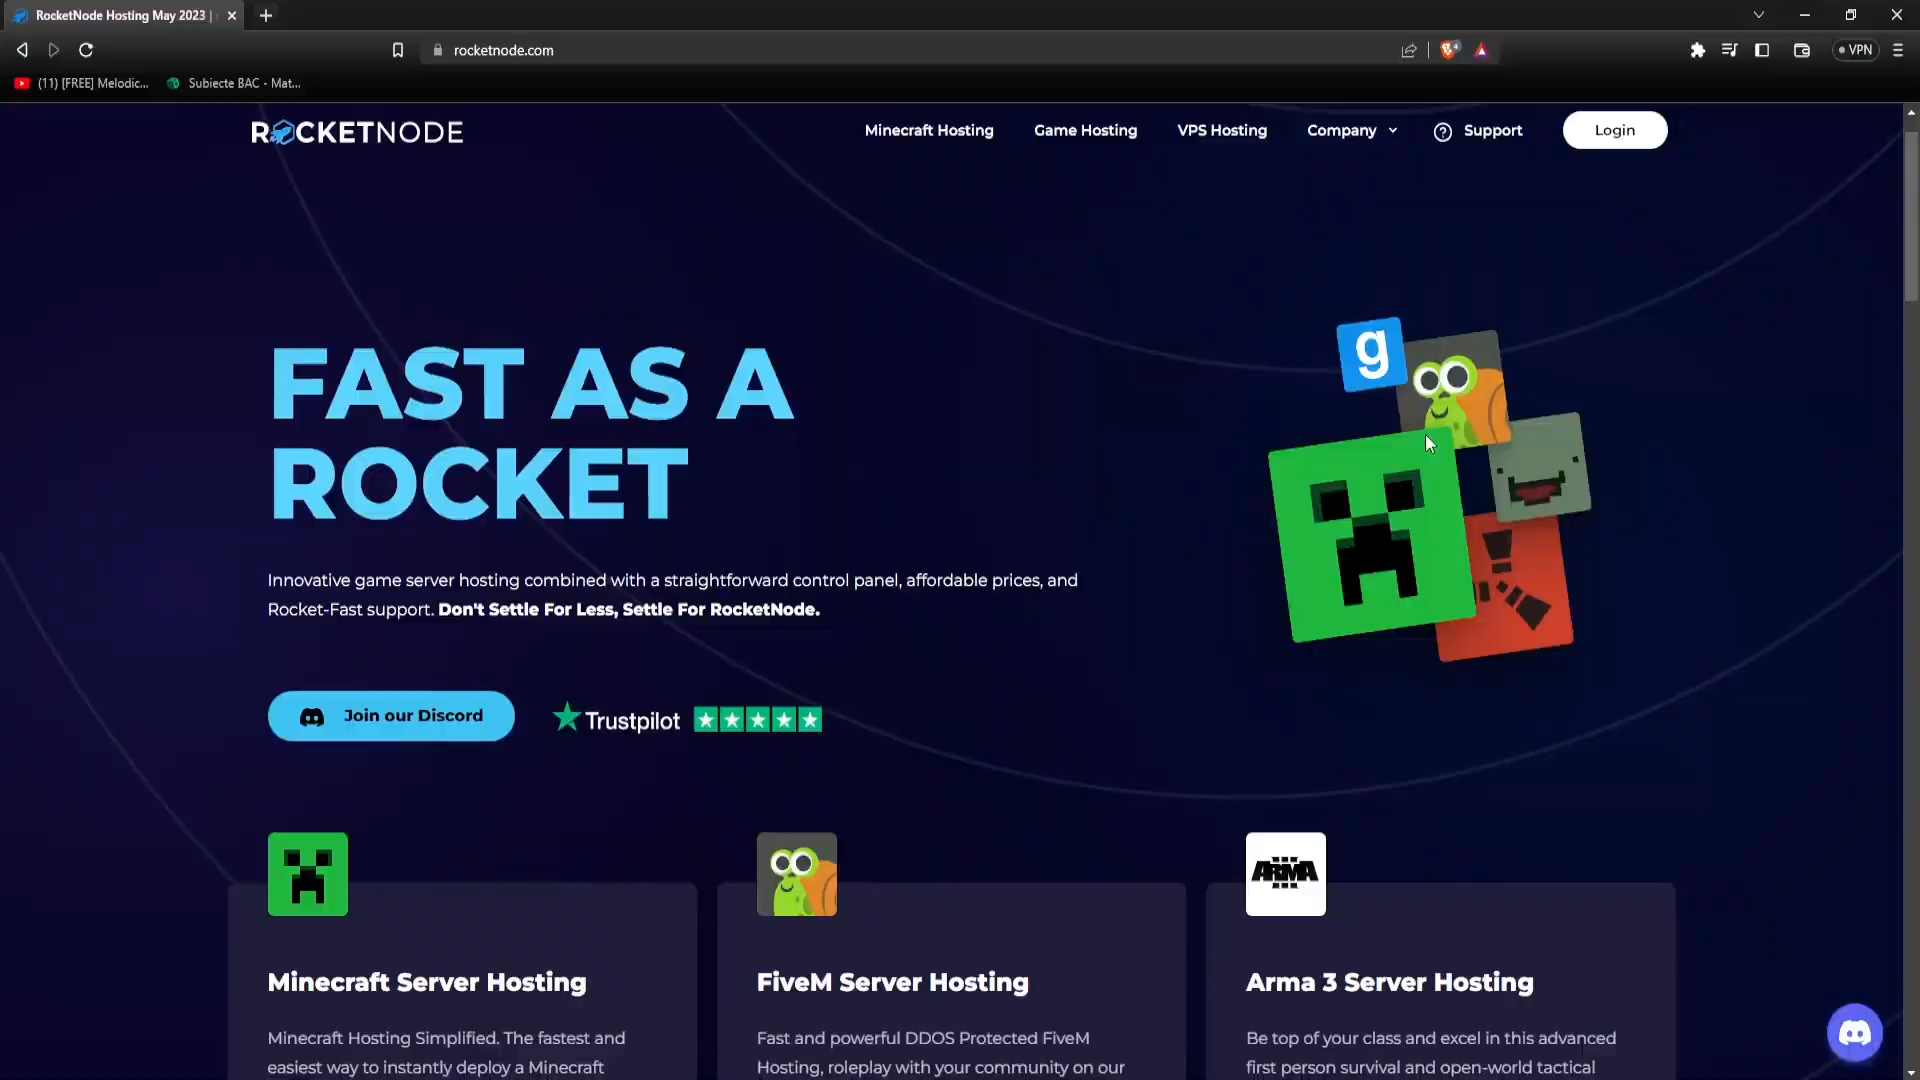 RocketNode Hosting May 2023 |
rocketnode.com
VPN
(11) [FREE] Melodic...
Subiecte BAC - Mat...
ROCKETNODE
Minecraft Hosting
Game Hosting
VPS Hosting
Company
Support
Login
g
FAST AS A
ROCKET
Innovative game server hosting combined with a straightforward control panel, affordable prices, and
Rocket-Fast support. Don't Settle For Less, Settle For RocketNode.
Join our Discord
Trustpilot
ARMA
III
Minecraft Server Hosting
FiveM Server Hosting
Arma 3 Server Hosting
Minecraft Hosting Simplified. The fastest and
easiest way to instantly deploy a Minecraft
Fast and powerful DDOS Protected FiveM
Hosting, roleplay with your community on our
Be top of your class and excel in this advanced
first person survival and open-world tactical